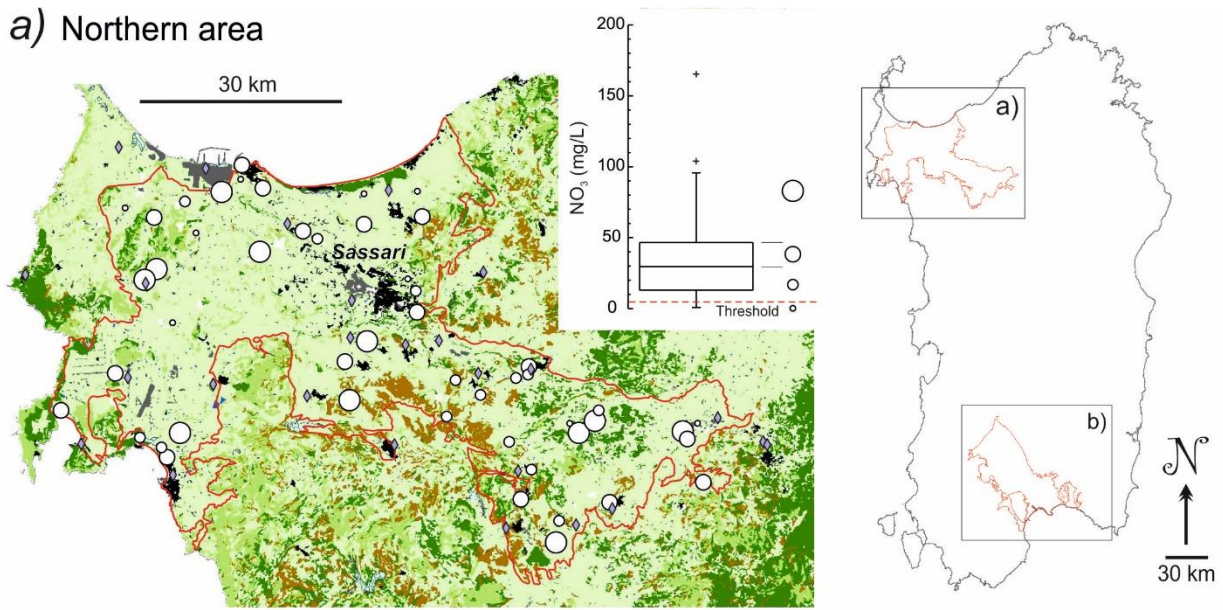 a) Northern area
30 km
Sassari
NO3 (mg/L)
200
150
100
50
0
Threshold
a)
b)
N
30 km